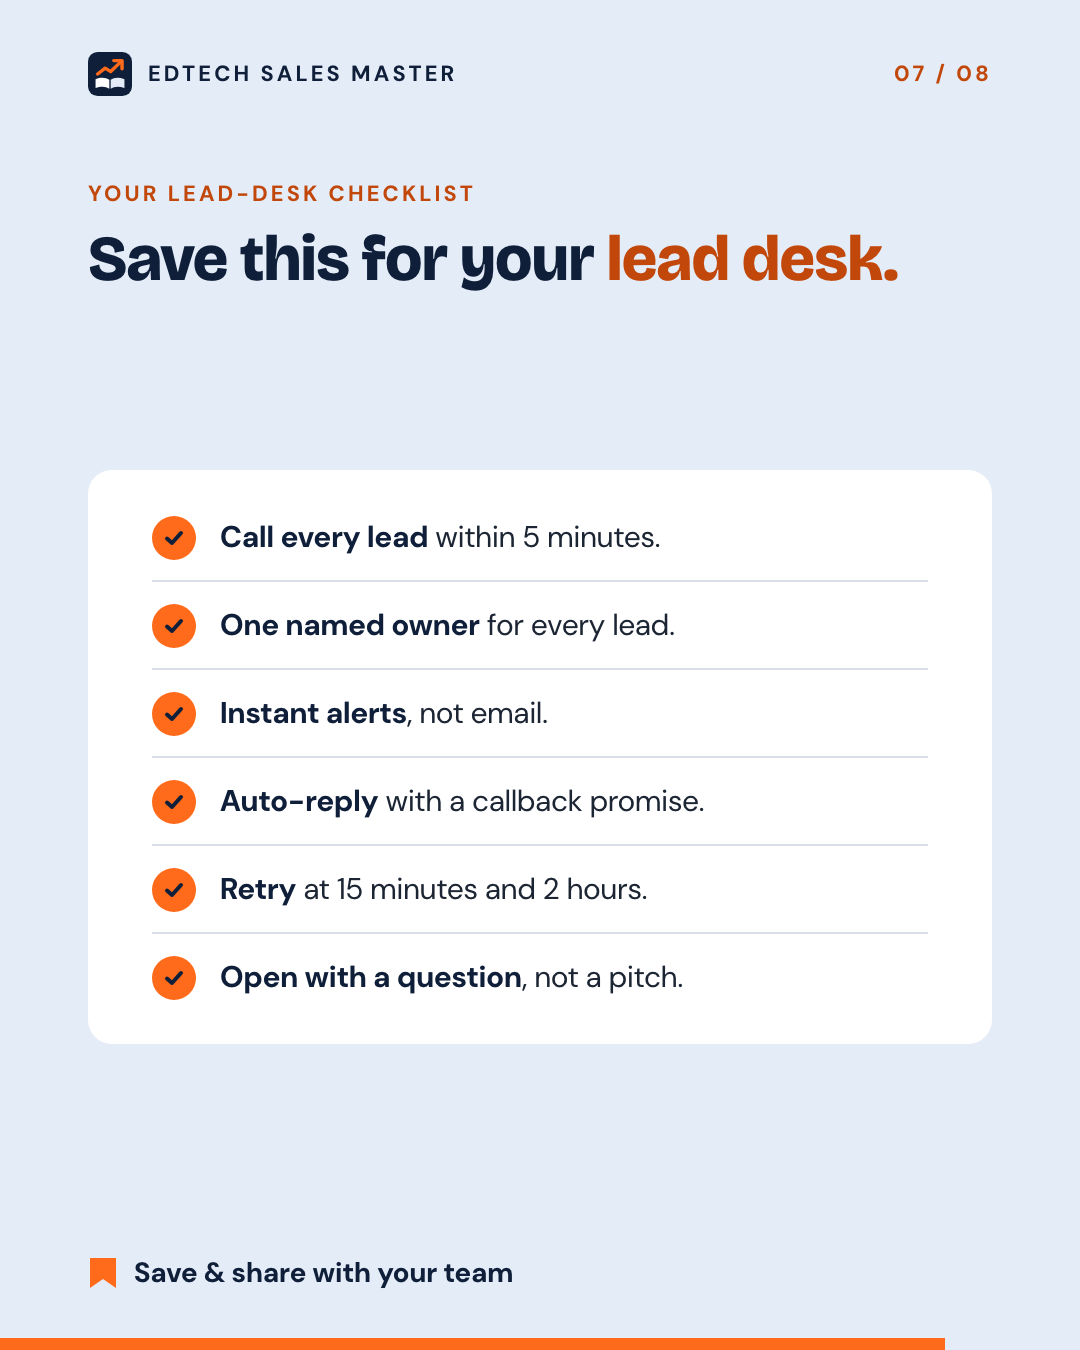 EDTECH SALES MASTER
07 / 08
YOUR LEAD-DESK CHECKLIST
Save this for your lead desk.
Call every lead within 5 minutes.
One named owner for every lead.
Instant alerts, not email.
Auto-reply with a callback promise.
Retry at 15 minutes and 2 hours.
Open with a question, not a pitch.
Save & share with your team